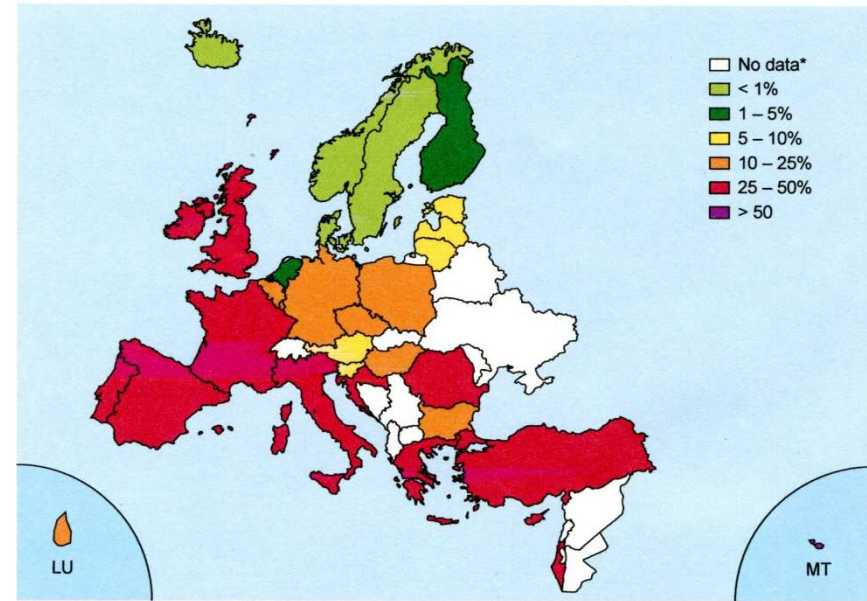 No data*
< 1%
1 – 5%
5 – 10%
10 – 25%
25 – 50%
> 50
LU
MT